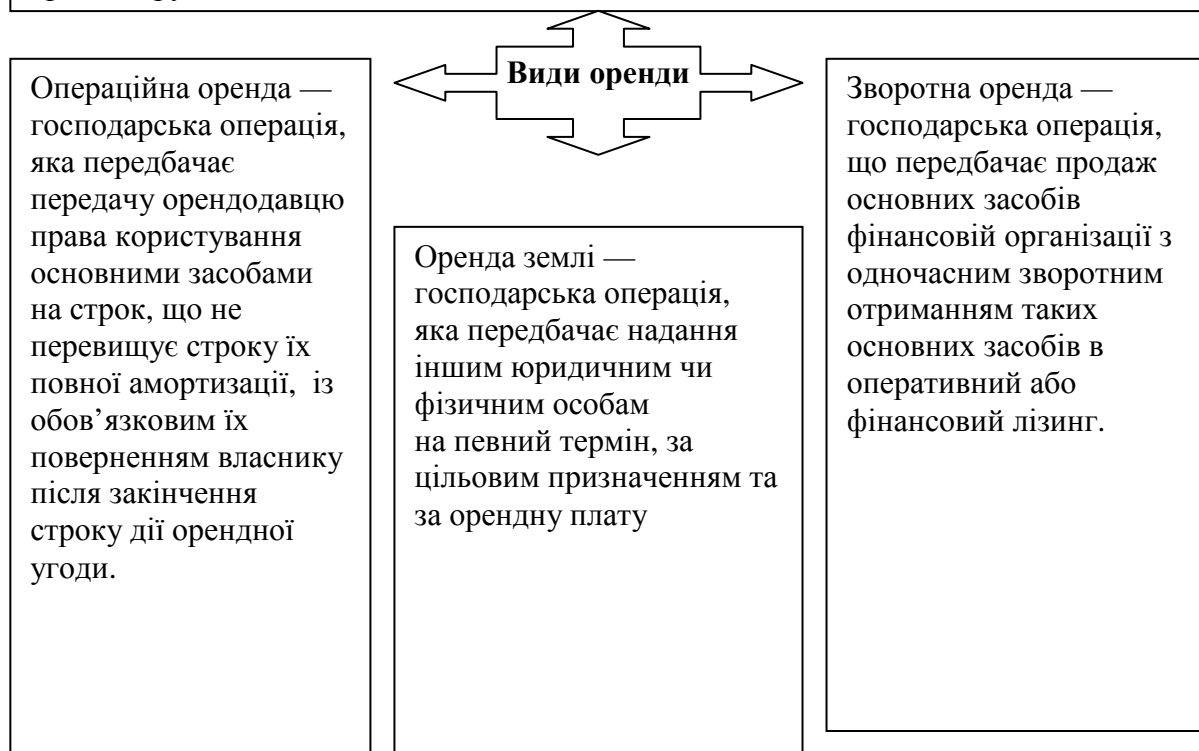 Види оренди
Операційна оренда —
господарська операція,
яка передбачає
передачу орендодавцю
права користування
основними засобами
на строк, що не
перевищує строку їх
повної амортизації, із
обов’язковим їх
поверненням власнику
після закінчення
строку дії орендної
угоди.
Оренда землі —
господарська операція,
яка передбачає надання
іншим юридичним чи
фізичним особам
на певний термін, за
цільовим призначенням та
за орендну плату
Зворотна оренда —
господарська операція,
що передбачає продаж
основних засобів
фінансовій організації з
одночасним зворотним
отриманням таких
основних засобів в
оперативний або
фінансовий лізинг.